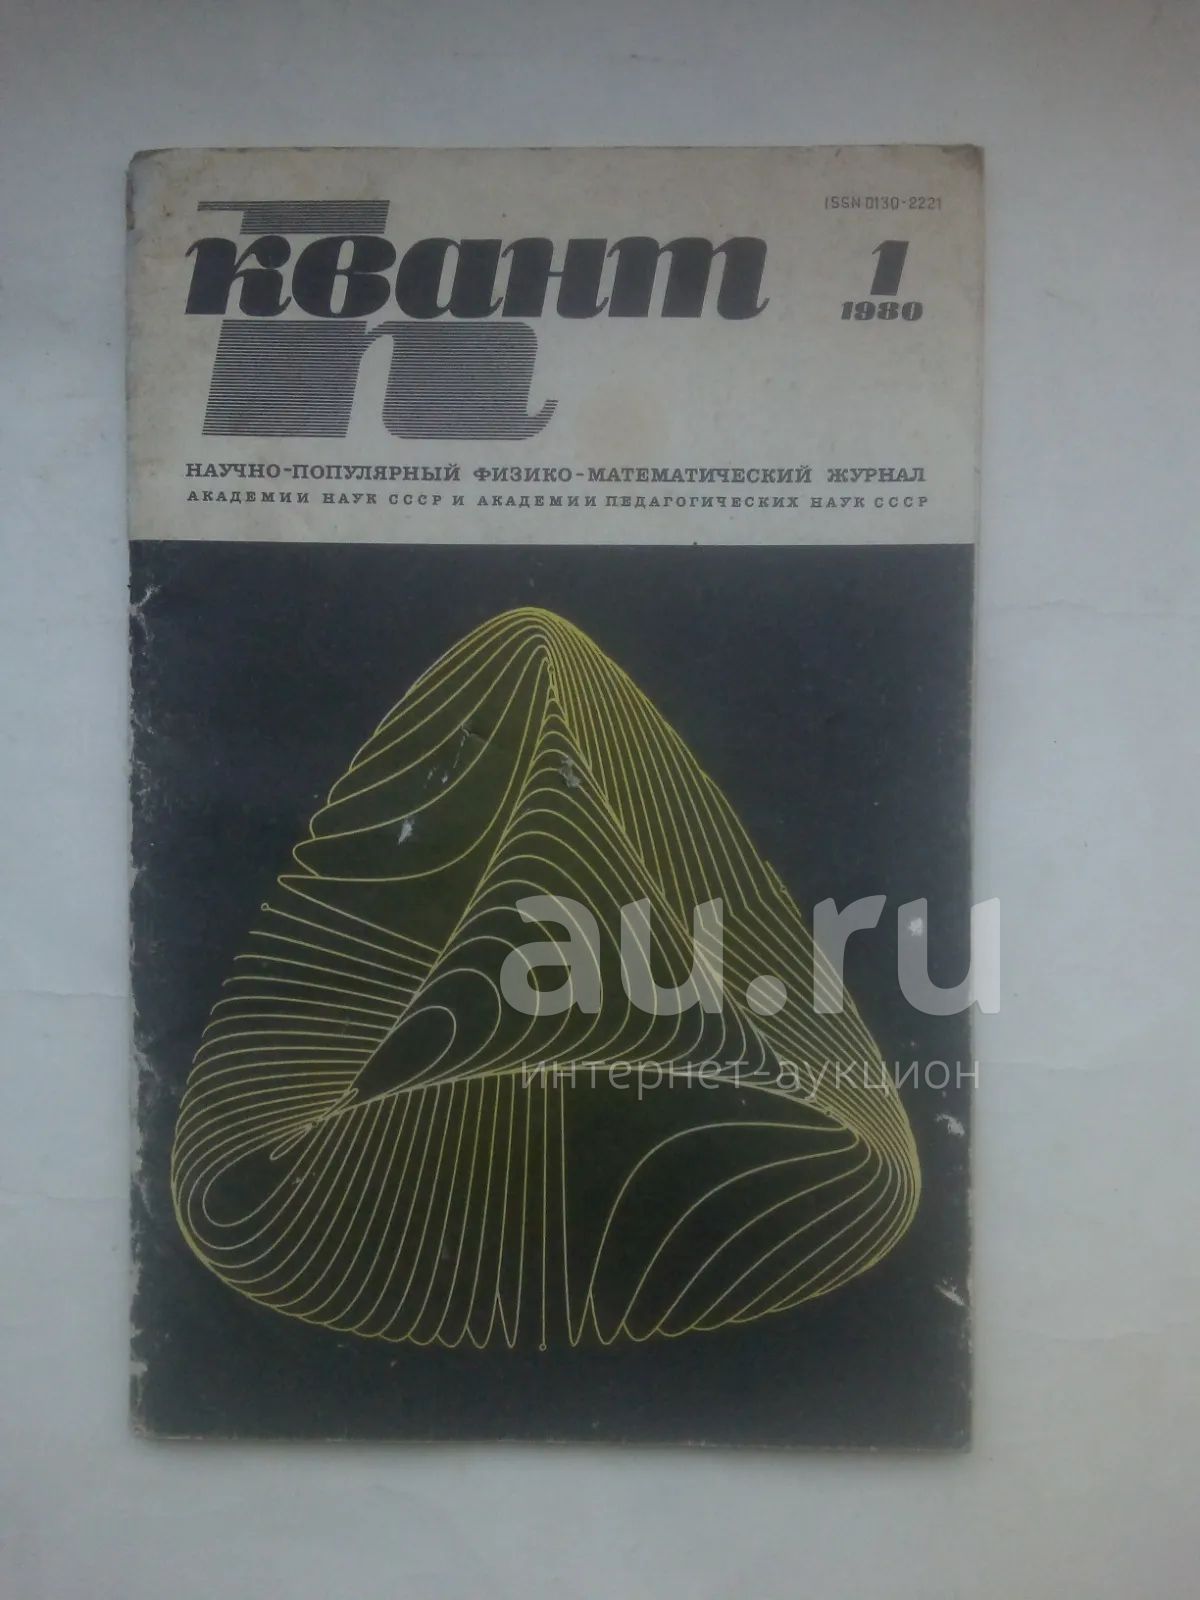 ISSN 0130-2221
квант
1
1980
НАУЧНО-ПОПУЛЯРНЫЙ ФИЗИКО-МАТЕМАТИЧЕСКИЙ ЖУРНАЛ
АКАДЕМИИ НАУК СССР И АКАДЕМИИ ПЕДАГОГИЧЕСКИХ НАУК СССР
au.ru
интернет-аукцион